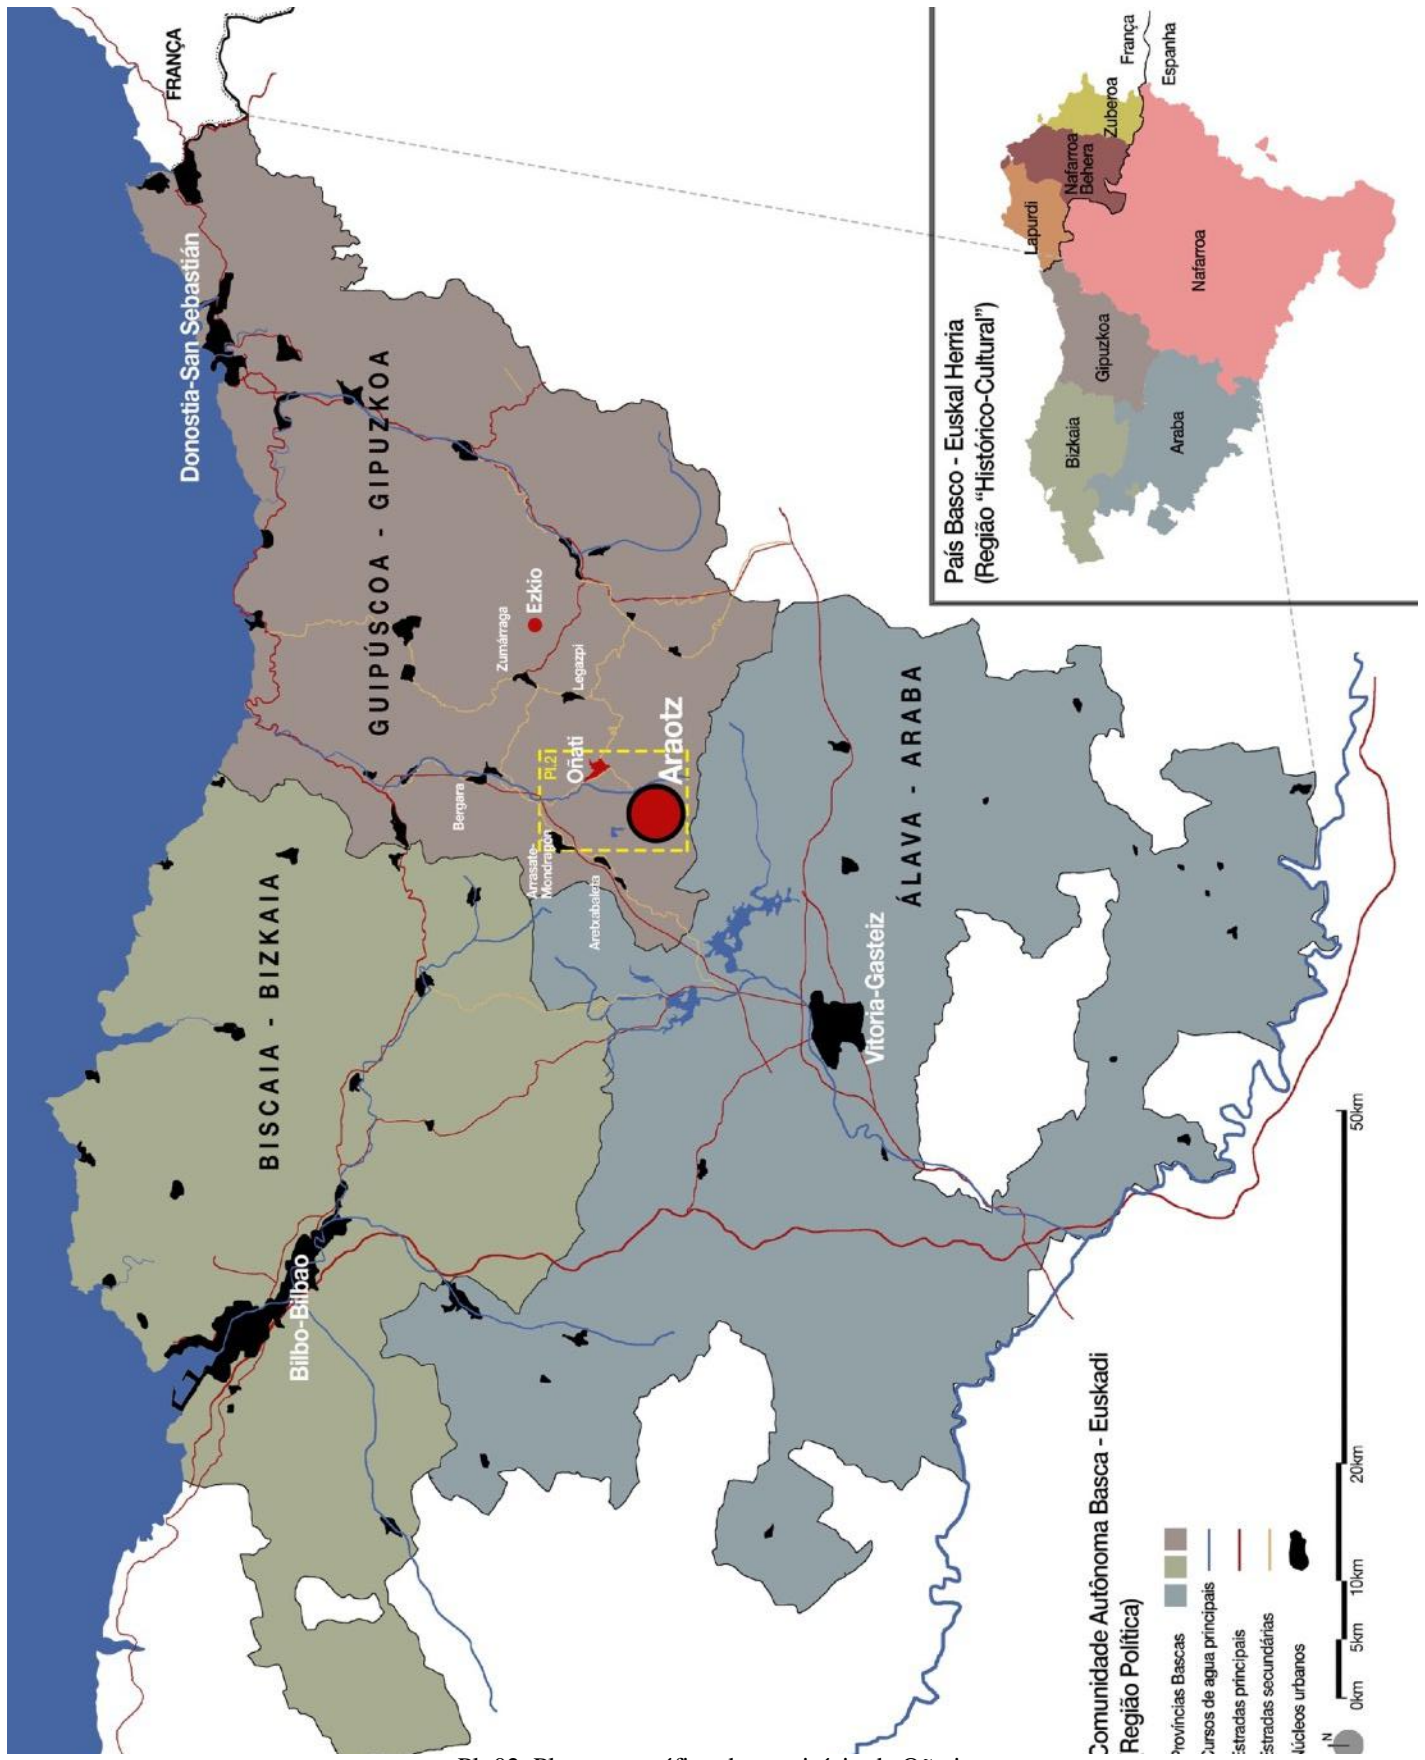 FRANÇA
Donostia-San Sebastián
GUIPÚSCOA - GIPUZKOA
Zumárraga
Ezkio
Legazpi
Bergara
Pl.2
Oñati
Araotz
Arrasate-
Mondragón
Aretxabaleta
BISCAIA - BIZKAIA
Bilbo-Bilbao
ÁLAVA - ARABA
Vitoria-Gasteiz
País Basco - Euskal Herria
(Região "Histórico-Cultural")
Bizkaia
Gipuzkoa
Araba
Lapurdi
Nafarroa
Behera
Zuberoa
Nafarroa
França
Espanha
Comunidade Autônoma Basca - Euskadi
Região Política)
Províncias Bascas
Cursos de agua principais
Estradas principais
Estradas secundárias
Núcleos urbanos
0km 5km 10km 20km 50km
N